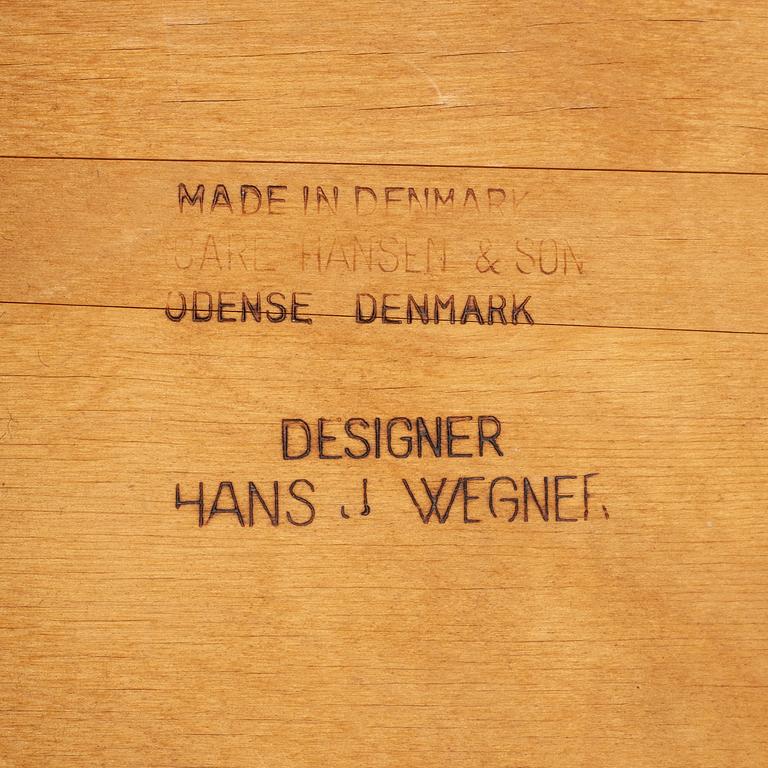 MADE IN DENMARK
CARL HANSEN & SON
ODENSE DENMARK
DESIGNER
HANS J WEGNER